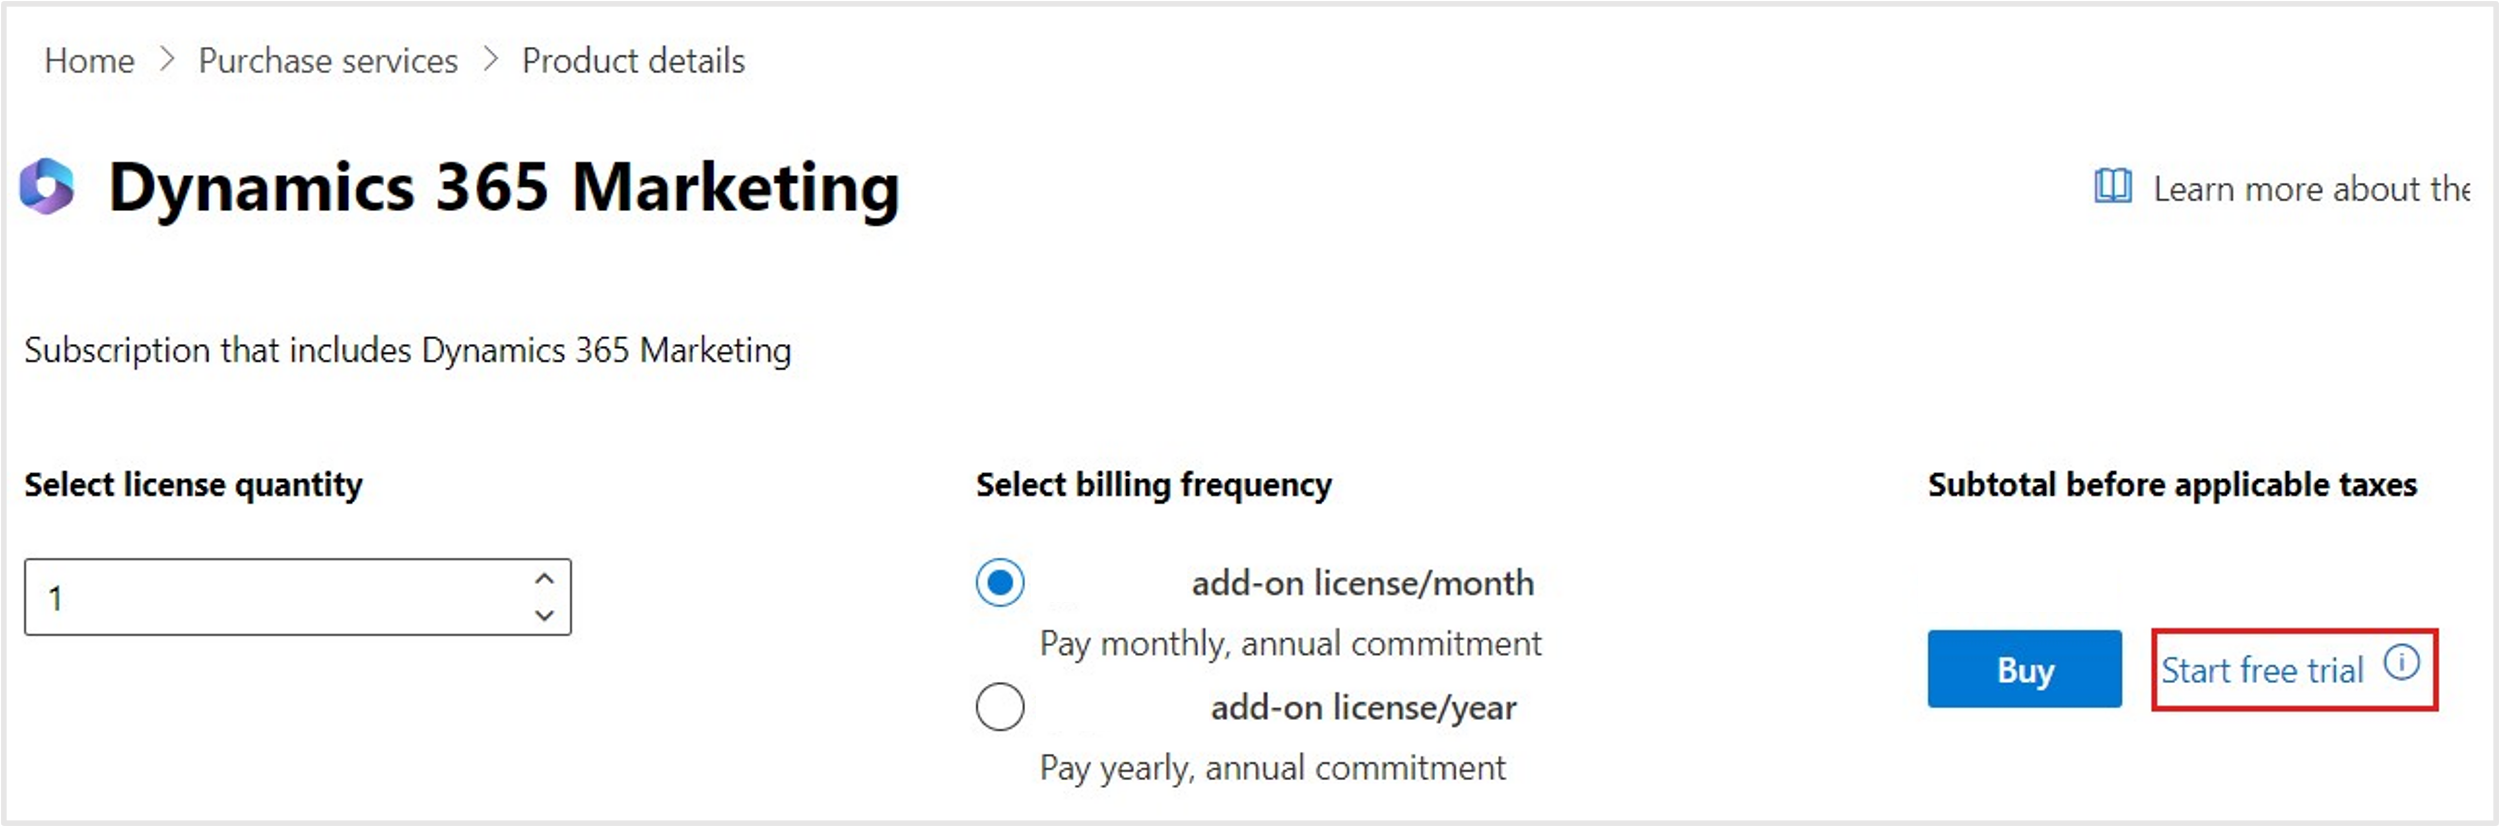 Home > Purchase services > Product details
Dynamics 365 Marketing
Learn more about the
Subscription that includes Dynamics 365 Marketing
Select license quantity
1
Select billing frequency
add-on license/month
Pay monthly, annual commitment
add-on license/year
Pay yearly, annual commitment
Subtotal before applicable taxes
Buy
Start free trial